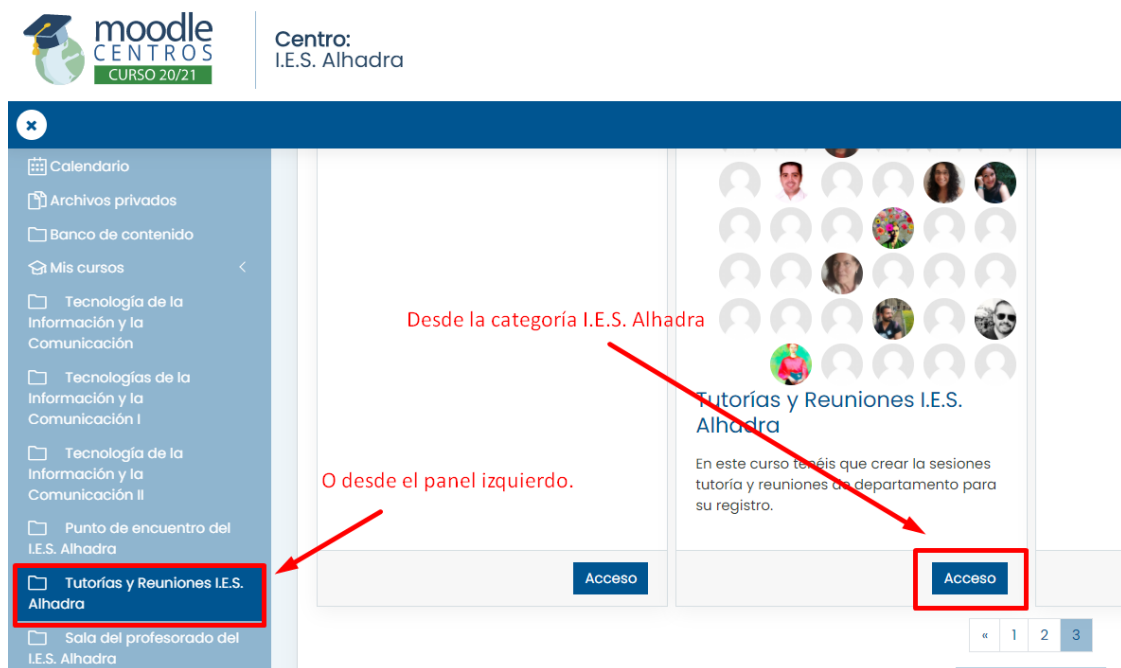 moodle
CENTROS
CURSO 20/21
Centro:
I.E.S. Alhadra
Calendario
Archivos privados
Banco de contenido
Mis cursos
Tecnología de la
Información y la
Comunicación
Tecnologías de la
Información y la
Comunicación I
Tecnología de la
Información y la
Comunicación II
Punto de encuentro del
I.E.S. Alhadra
Tutorías y Reuniones I.E.S.
Alhadra
Sala del profesorado del
I.E.S. Alhadra
Desde la categoría I.E.S. Alhadra
O desde el panel izquierdo.
Acceso
Tutorías y Reuniones I.E.S.
Alhadra
En este curso tenéis que crear la sesiones
tutoría y reuniones de departamento para
su registro.
Acceso
« 1 2 3